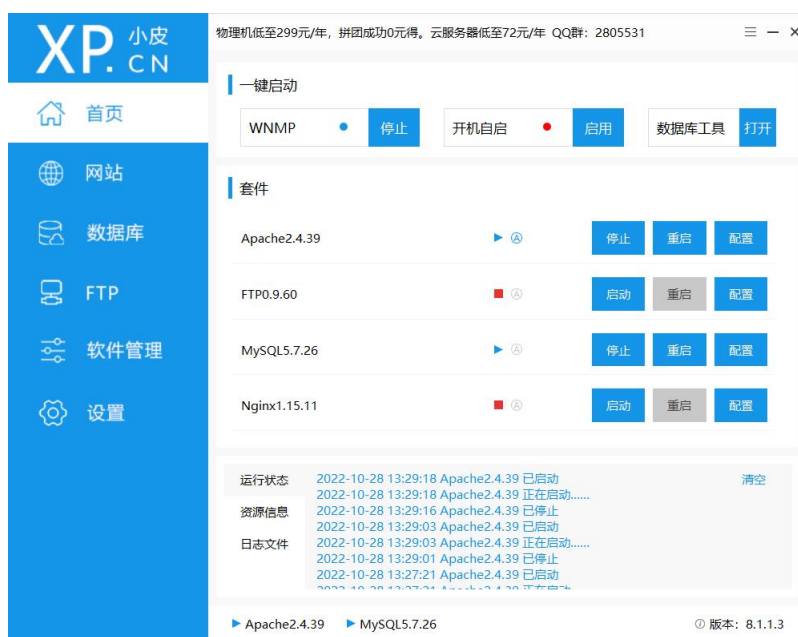 XP.CN 小皮
物理机低至299元/年，拼团成功0元得。云服务器低至72元/年 QQ群：2805531
首页
网站
数据库
FTP
软件管理
设置
一键启动
WNMP 停止 开机自启 启用 数据库工具 打开
套件
Apache2.4.39 Ⓐ 停止 重启 配置
FTP0.9.60 Ⓐ 启动 重启 配置
MySQL5.7.26 Ⓐ 停止 重启 配置
Nginx1.15.11 Ⓐ 启动 重启 配置
运行状态
资源信息
日志文件
2022-10-28 13:29:18 Apache2.4.39 已启动
2022-10-28 13:29:18 Apache2.4.39 正在启动......
2022-10-28 13:29:16 Apache2.4.39 已停止
2022-10-28 13:29:03 Apache2.4.39 已启动
2022-10-28 13:29:03 Apache2.4.39 正在启动......
2022-10-28 13:29:01 Apache2.4.39 已停止
2022-10-28 13:27:21 Apache2.4.39 已启动
清空
Apache2.4.39 MySQL5.7.26 版本：8.1.1.3